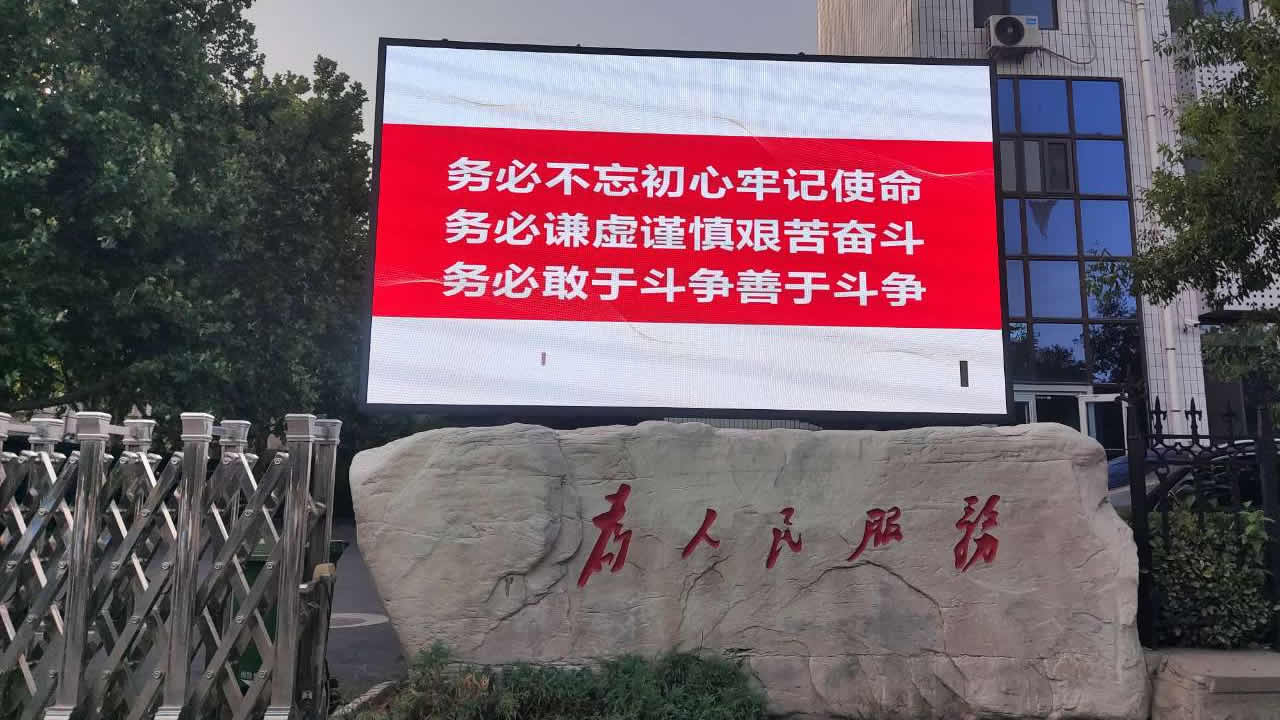 务必不忘初心牢记使命
务必谦虚谨慎艰苦奋斗
务必敢于斗争善于斗争
为人民服务